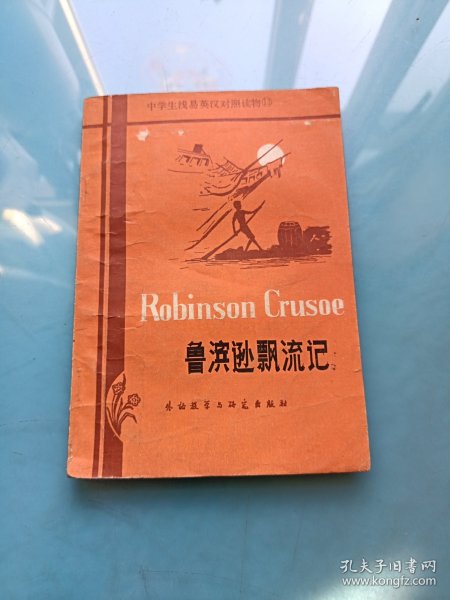 中学生浅易英汉对照读物⑪
Robinson Crusoe
鲁滨逊飘流记
外语教学与研究出版社
孔夫子旧书网
www.kongfz.com